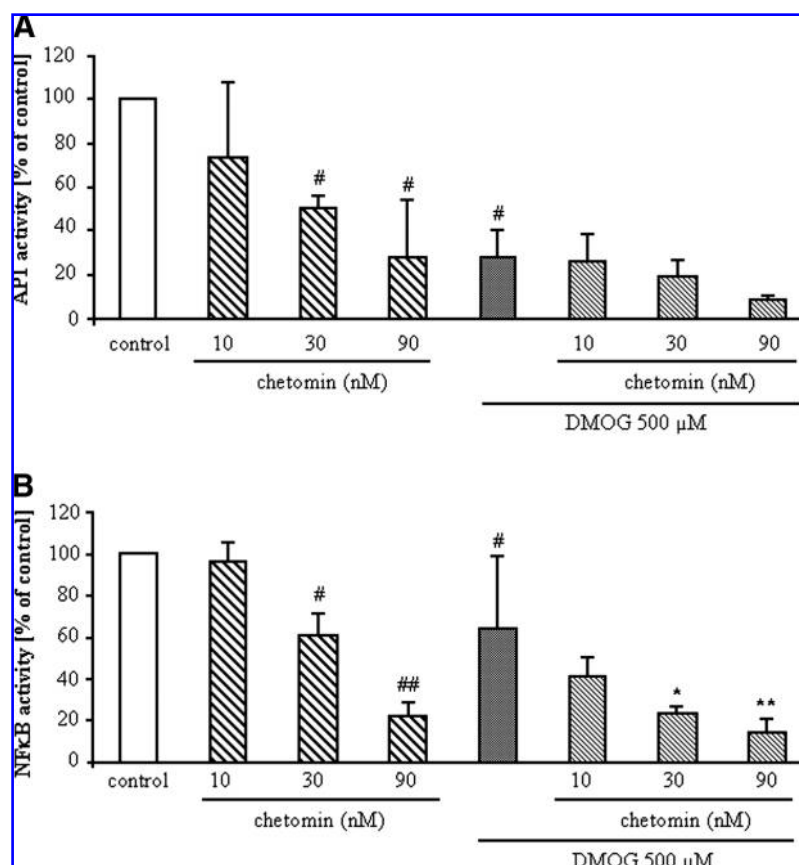 A
AP1 activity [% of control]
120
100
80
60
40
20
0
# # #
control 10 30 90 10 30 90
chetomin (nM) chetomin (nM)
DMOG 500 µM
B
NFκB activity [% of control]
120
100
80
60
40
20
0
# ## # * **
control 10 30 90 10 30 90
chetomin (nM) chetomin (nM)
DMOG 500 µM